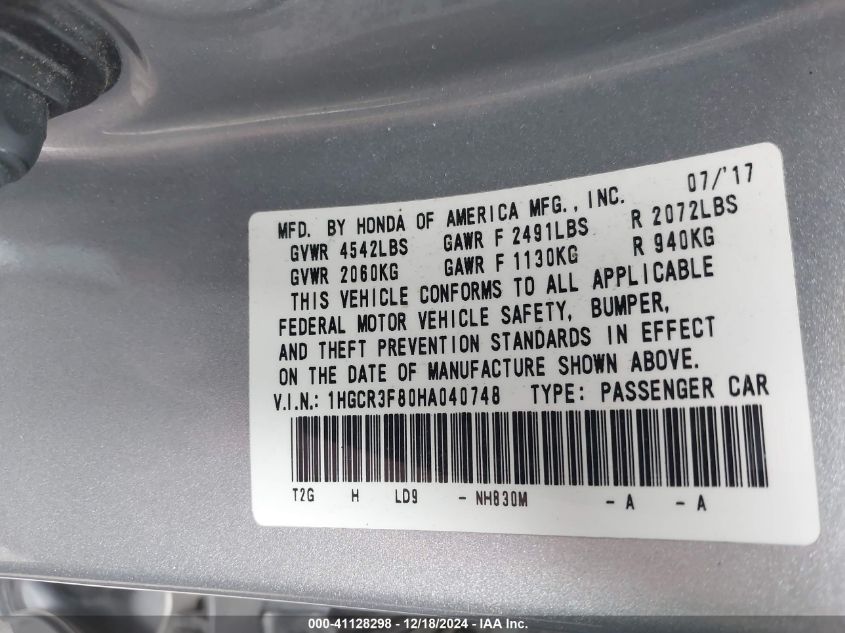 07/'17
MFD. BY HONDA OF AMERICA MFG., INC.
GVWR 4542LBS GAWR F 2491LBS R 2072LBS
GVWR 2060KG GAWR F 1130KG R 940KG
THIS VEHICLE CONFORMS TO ALL APPLICABLE
FEDERAL MOTOR VEHICLE SAFETY, BUMPER,
AND THEFT PREVENTION STANDARDS IN EFFECT
ON THE DATE OF MANUFACTURE SHOWN ABOVE.
V.I.N.: 1HGCR3F80HA040748 TYPE: PASSENGER CAR
T2G H LD9 - NH830M - A - A
000-41128298 - 12/18/2024 - IAA Inc.